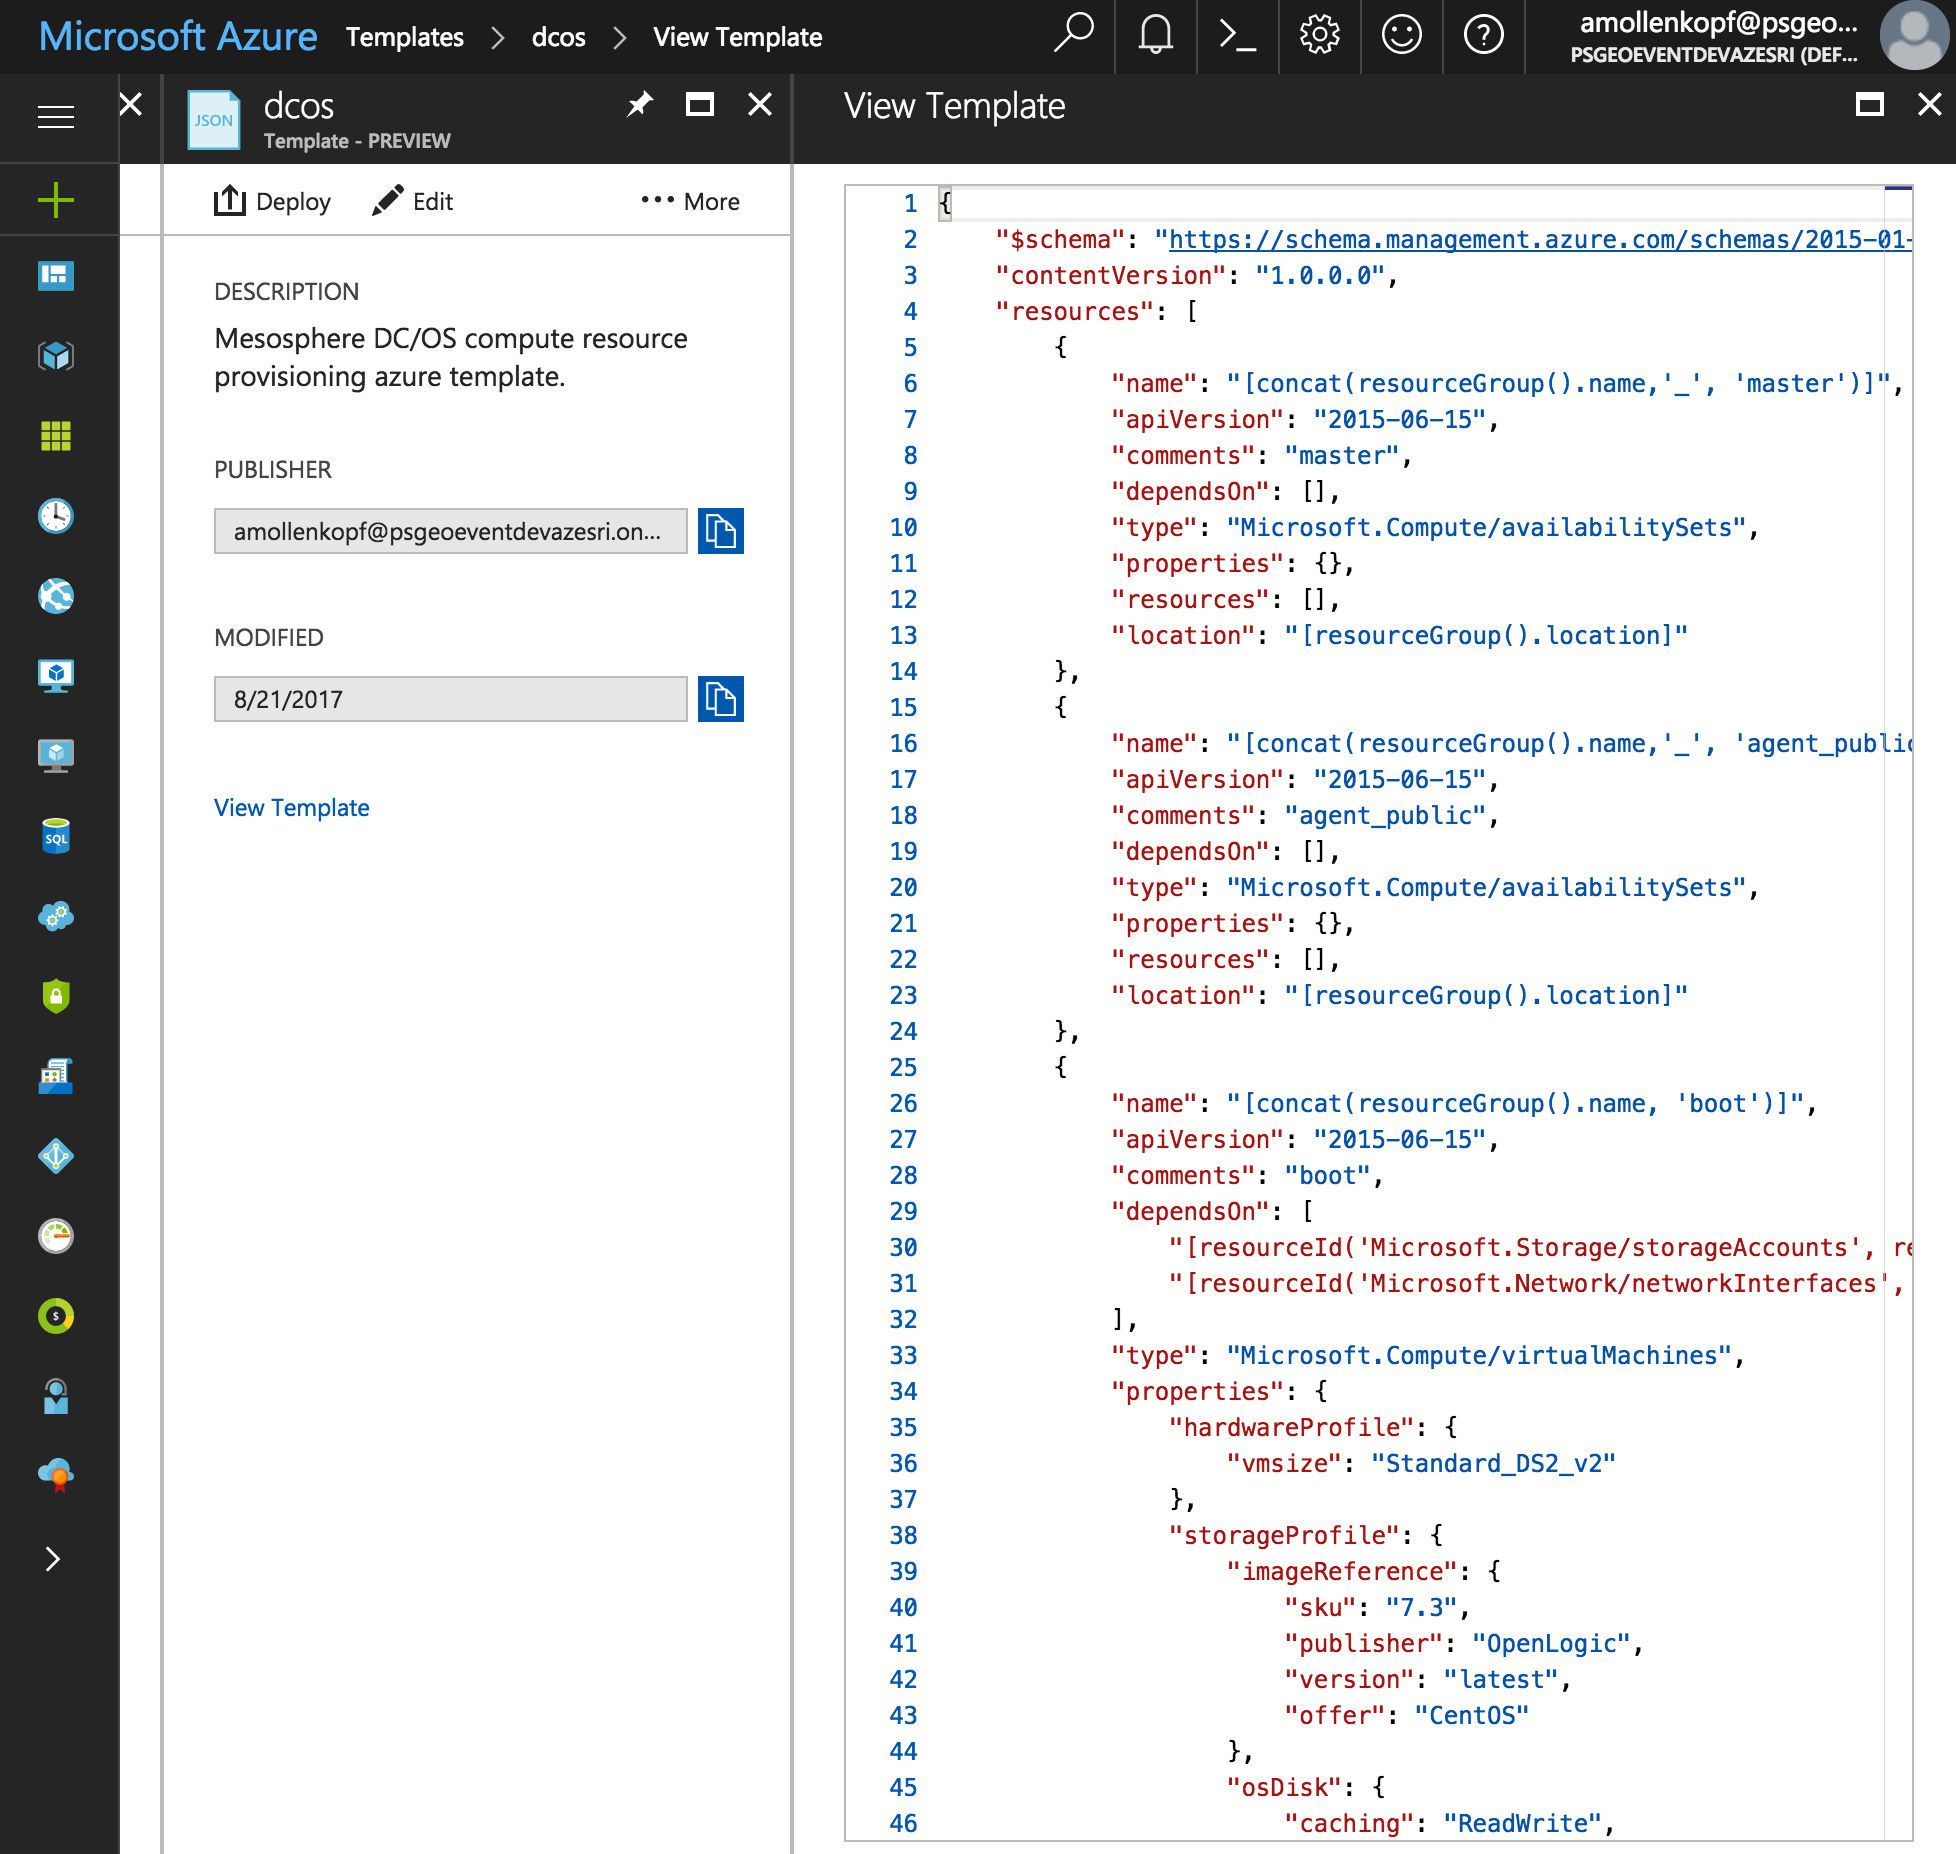 Microsoft Azure Templates > dcos > View Template
amollenkopf@psgeo...
PSGEOEVENTDEVAZESRI (DEF...
JSON
dcos
Template - PREVIEW
Deploy Edit ••• More
DESCRIPTION
Mesosphere DC/OS compute resource
provisioning azure template.
PUBLISHER
amollenkopf@psgeoeventdevazesri.on...
MODIFIED
8/21/2017
View Template
SQL
View Template
1 {
2 "$schema": "https://schema.management.azure.com/schemas/2015-01-
3 "contentVersion": "1.0.0.0",
4 "resources": [
5 {
6 "name": "[concat(resourceGroup().name,'_', 'master')]",
7 "apiVersion": "2015-06-15",
8 "comments": "master",
9 "dependsOn": [],
10 "type": "Microsoft.Compute/availabilitySets",
11 "properties": {},
12 "resources": [],
13 "location": "[resourceGroup().location]"
14 },
15 {
16 "name": "[concat(resourceGroup().name,'_', 'agent_public
17 "apiVersion": "2015-06-15",
18 "comments": "agent_public",
19 "dependsOn": [],
20 "type": "Microsoft.Compute/availabilitySets",
21 "properties": {},
22 "resources": [],
23 "location": "[resourceGroup().location]"
24 },
25 {
26 "name": "[concat(resourceGroup().name, 'boot')]",
27 "apiVersion": "2015-06-15",
28 "comments": "boot",
29 "dependsOn": [
30 "[resourceId('Microsoft.Storage/storageAccounts', re
31 "[resourceId('Microsoft.Network/networkInterfaces',
32 ],
33 "type": "Microsoft.Compute/virtualMachines",
34 "properties": {
35 "hardwareProfile": {
36 "vmsize": "Standard_DS2_v2"
37 },
38 "storageProfile": {
39 "imageReference": {
40 "sku": "7.3",
41 "publisher": "OpenLogic",
42 "version": "latest",
43 "offer": "CentOS"
44 },
45 "osDisk": {
46 "caching": "ReadWrite",